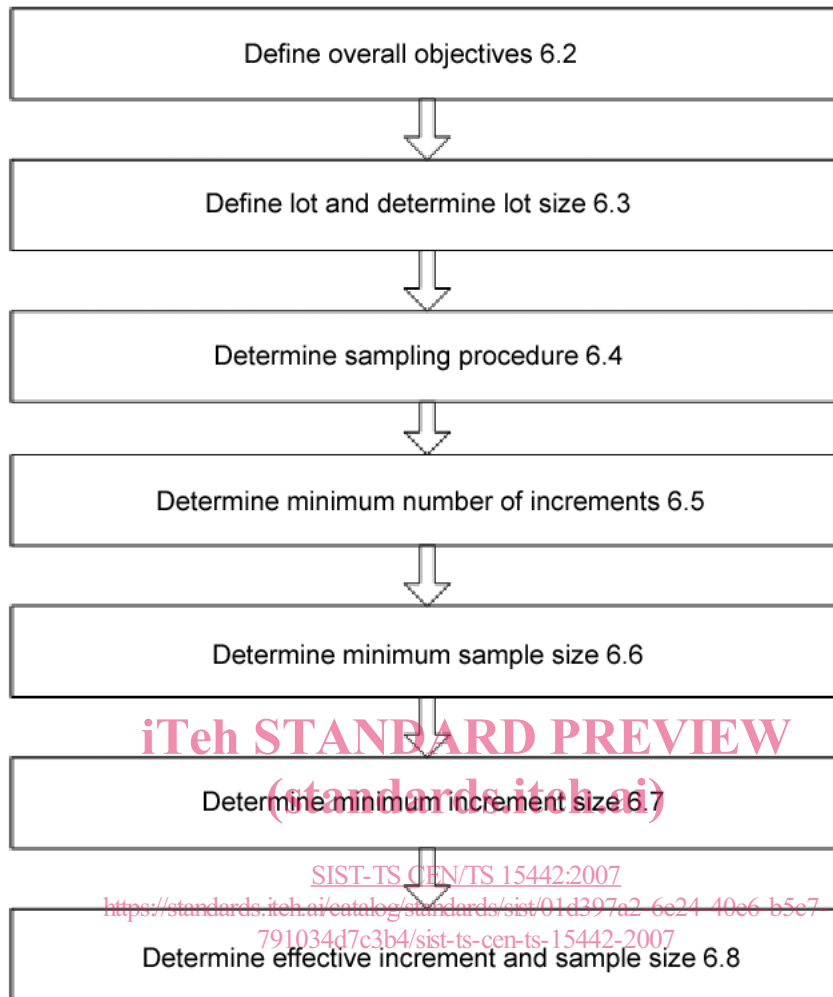 Define overall objectives 6.2
Define lot and determine lot size 6.3
Determine sampling procedure 6.4
Determine minimum number of increments 6.5
Determine minimum sample size 6.6
iTeh STANDARD PREVIEW
(standards.iteh.ai)
Determine minimum increment size 6.7
SIST-TS CEN/TS 15442:2007
https://standards.iteh.ai/catalog/standards/sist/01d397a2-6e24-40c6-b5c7-
791034d7c3b4/sist-ts-cen-ts-15442-2007
Determine effective increment and sample size 6.8